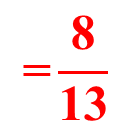 = 8/13